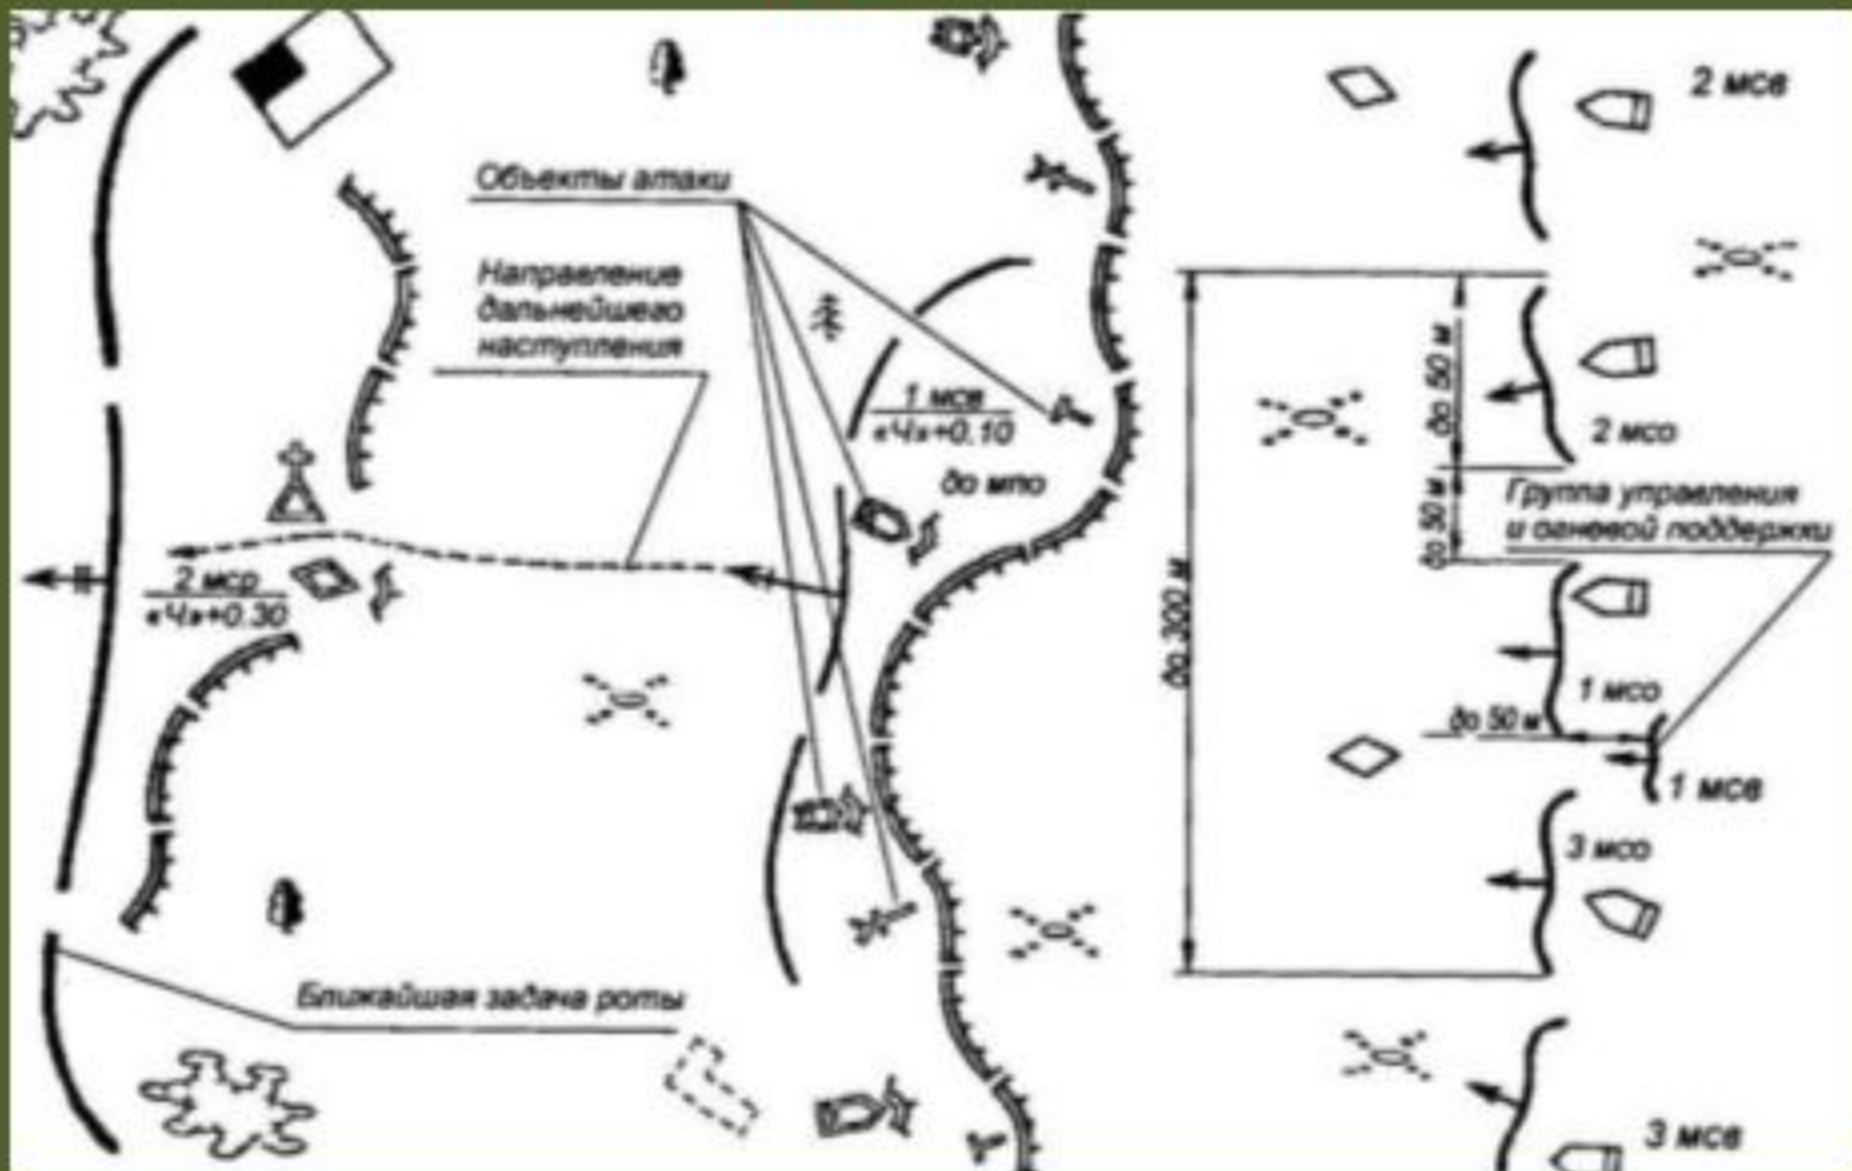 2 мсв
Объекты атаки
Направление
дальнейшего
наступления
1 мсв
«Ч»+0.10
до мпо
до 50 м
2 мсо
до 50 м
Группа управления
и огневой поддержки
2 мср
«Ч»+0.30
до 300 м
1 мсо
до 50 м
1 мсв
3 мсо
Ближайшая задача роты
3 мсв